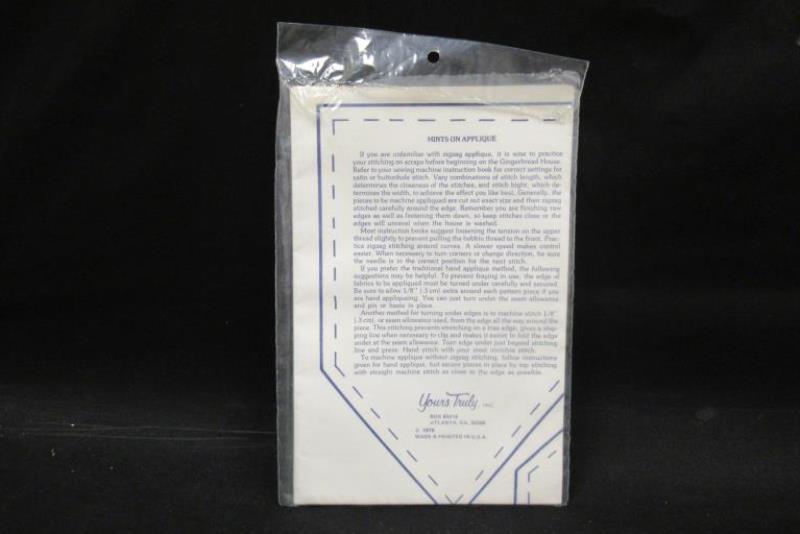 HINTS ON APPLIQUE
If you are unfamiliar with zigzag applique, it is wise to practice
your stitching on scraps before beginning on the Gingerbread House.
Refer to your sewing machine instruction book for correct settings for
satin or buttonhole stitch. Vary combinations of stitch length, which
determines the closeness of the stitches, and stitch bight, which de-
termines the width, to achieve the effect you like best. Generally, the
pieces to be machine appliqued are cut out exact size and then zigzag
stitched carefully around the edge. Remember you are finishing raw
edges as well as fastening them down, so keep stitches close or the
edges will unravel when the house is washed.
Most instruction books suggest loosening the tension on the upper
thread slightly to prevent pulling the bobbin thread to the front. Prac-
tice zigzag stitching around curves. A slower speed makes control
easier. When necessary to turn corners or change direction, be sure
the needle is in the correct position for the next stitch.
If you prefer the traditional hand applique method, the following
suggestions may be helpful. To prevent fraying in use, the edge of
fabrics to be appliqued must be turned under carefully and secured.
Be sure to allow 1/8" (.3 cm) extra around each pattern piece if you
are hand appliqueing. You can just turn under the seam allowance
and pin or baste in place.
Another method for turning under edges is to machine stitch 1/8"
(.3 cm), or seam allowance used, from the edge all the way around the
piece. This stitching prevents stretching on a bias edge, gives a stop-
ping line when necessary to clip and makes it easier to fold the edge
under at the seam allowance. Turn edge under just beyond stitching
line and press. Hand stitch with your most invisible stitch.
To machine applique without zigzag stitching, follow instructions
given for hand applique, but secure pieces in place by top stitching
with straight machine stitch as close to the edge as possible.
Yours Truly, INC.
BOX
ATLANTA, GA.
© 1978
MADE & PRINTED IN U.S.A.